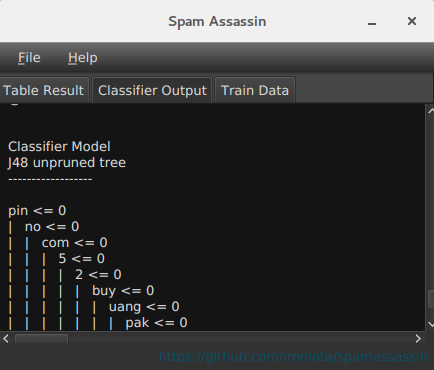 Spam Assassin
File Help
Table Result Classifier Output Train Data
Classifier Model
J48 unpruned tree
------------------
pin <= 0
| no <= 0
| | com <= 0
| | | 5 <= 0
| | | | 2 <= 0
| | | | | buy <= 0
| | | | | | uang <= 0
| | | | | | | pak <= 0
https://github.com/ironlota/spamassassin